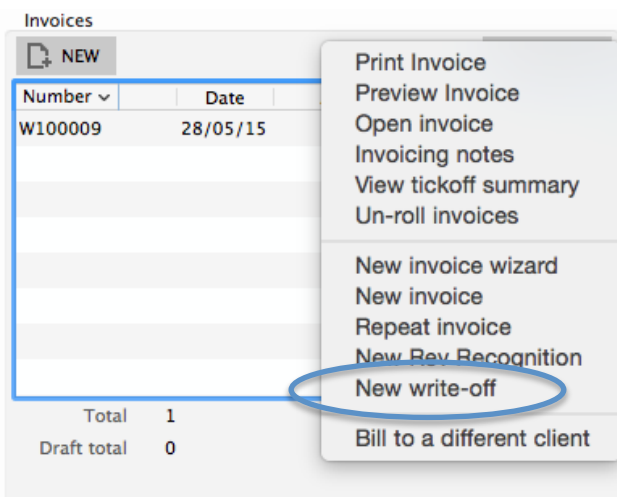 Invoices
NEW
Number Date
W100009 28/05/15
Total 1
Draft total 0
Print Invoice
Preview Invoice
Open invoice
Invoicing notes
View tickoff summary
Un-roll invoices
New invoice wizard
New invoice
Repeat invoice
New Rev Recognition
New write-off
Bill to a different client